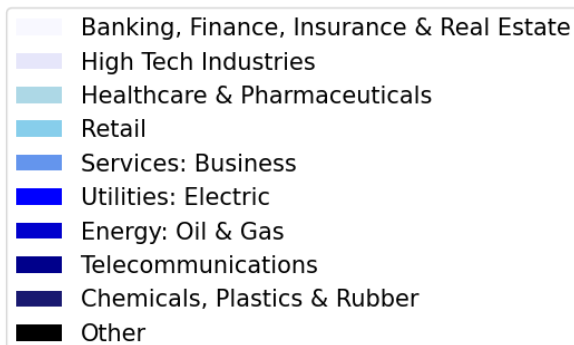 Banking, Finance, Insurance & Real Estate
High Tech Industries
Healthcare & Pharmaceuticals
Retail
Services: Business
Utilities: Electric
Energy: Oil & Gas
Telecommunications
Chemicals, Plastics & Rubber
Other